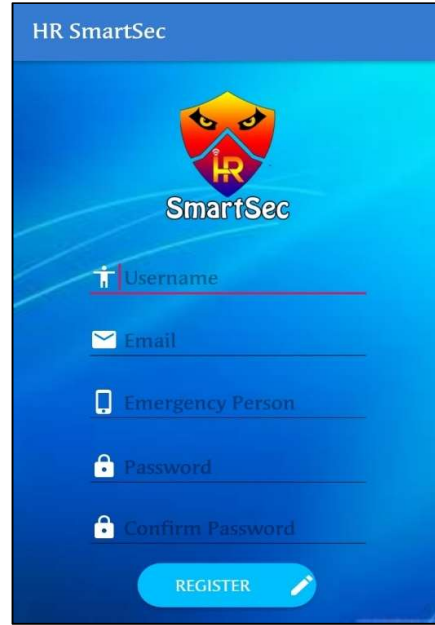 HR SmartSec
HR
SmartSec
Username
Email
Emergency Person
Password
Confirm Password
REGISTER